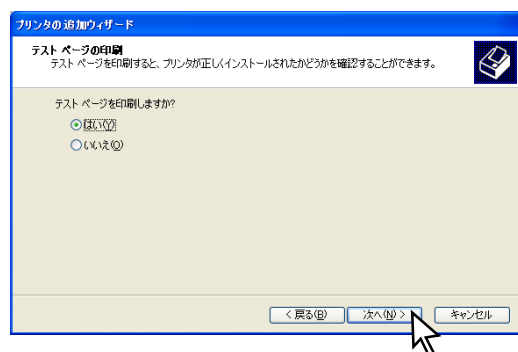 プリンタの追加ウィザード
テスト ページの印刷
テスト ページを印刷すると、プリンタが正しくインストールされたかどうかを確認することができます。
テスト ページを印刷しますか?
はい(Y)
いいえ(O)
< 戻る(B) 次へ(N) > キャンセル